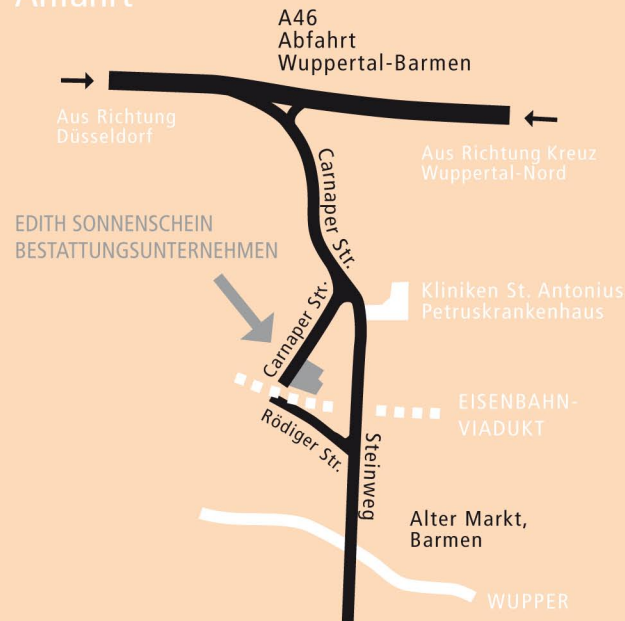 Anfahrt
A46
Abfahrt
Wuppertal-Barmen
Aus Richtung
Düsseldorf
Aus Richtung Kreuz
Wuppertal-Nord
Carnaper Str.
EDITH SONNENSCHEIN
BESTATTUNGSUNTERNEHMEN
Carnaper Str.
Kliniken St. Antonius
Petruskrankenhaus
EISENBAHN-
VIADUKT
Rödiger Str.
Steinweg
Alter Markt,
Barmen
WUPPER